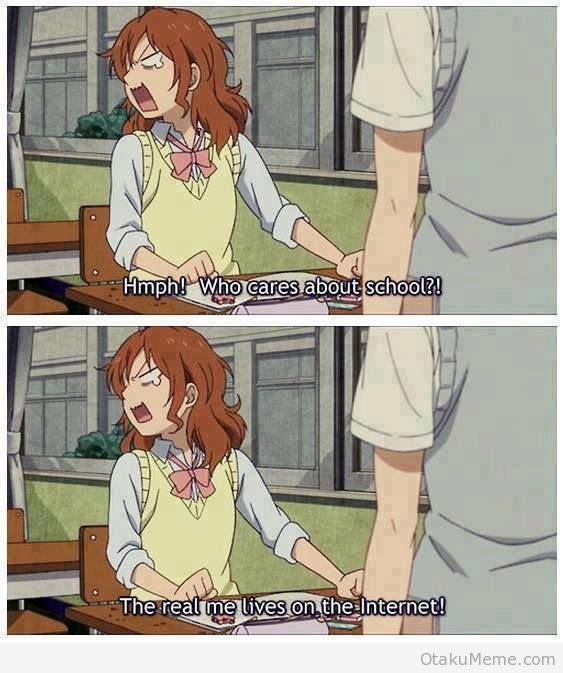 Hmph!  Who cares about school?!
The real me lives on the Internet!
OtakuMeme.com